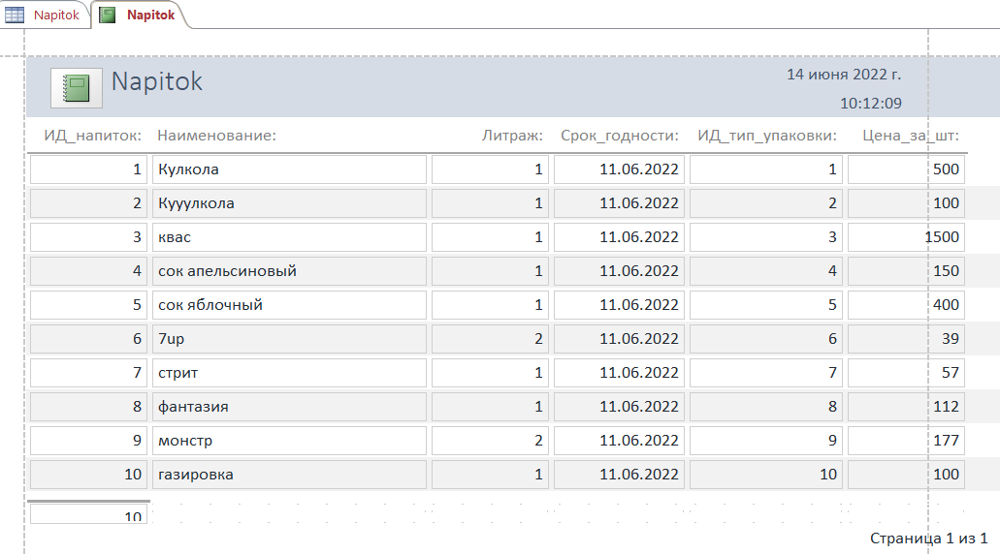 Napitok Napitok
Napitok 14 июня 2022 г.
10:12:09
ИД_напиток: Наименование: Литраж: Срок_годности: ИД_тип_упаковки: Цена_за_шт:
1 Кулкола 1 11.06.2022 1 500
2 Кууулкола 1 11.06.2022 2 100
3 квас 1 11.06.2022 3 1500
4 сок апельсиновый 1 11.06.2022 4 150
5 сок яблочный 1 11.06.2022 5 400
6 7up 2 11.06.2022 6 39
7 стрит 1 11.06.2022 7 57
8 фантазия 1 11.06.2022 8 112
9 монстр 2 11.06.2022 9 177
10 газировка 1 11.06.2022 10 100
10
Страница 1 из 1